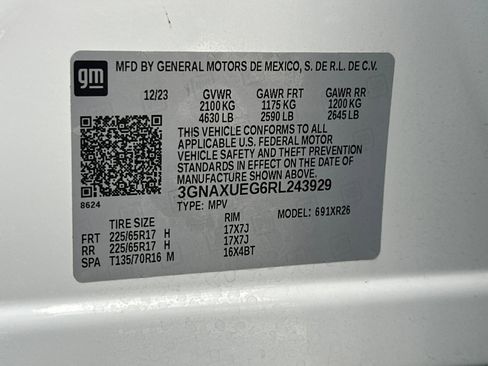 gm
MFD BY GENERAL MOTORS DE MEXICO, S. DE R.L. DE C.V.
12/23 GVWR GAWR FRT GAWR RR
2100 KG 1175 KG 1200 KG
4630 LB 2590 LB 2645 LB
THIS VEHICLE CONFORMS TO ALL
APPLICABLE U.S. FEDERAL MOTOR
VEHICLE SAFETY AND THEFT PREVENTION
STANDARDS IN EFFECT ON THE DATE
OF MANUFACTURE SHOWN ABOVE.
3GNAXUEG6RL243929
8624 TYPE: MPV MODEL: 691XR26
TIRE SIZE RIM
FRT 225/65R17 H 17X7J
RR 225/65R17 H 17X7J
SPA T135/70R16 M 16X4BT